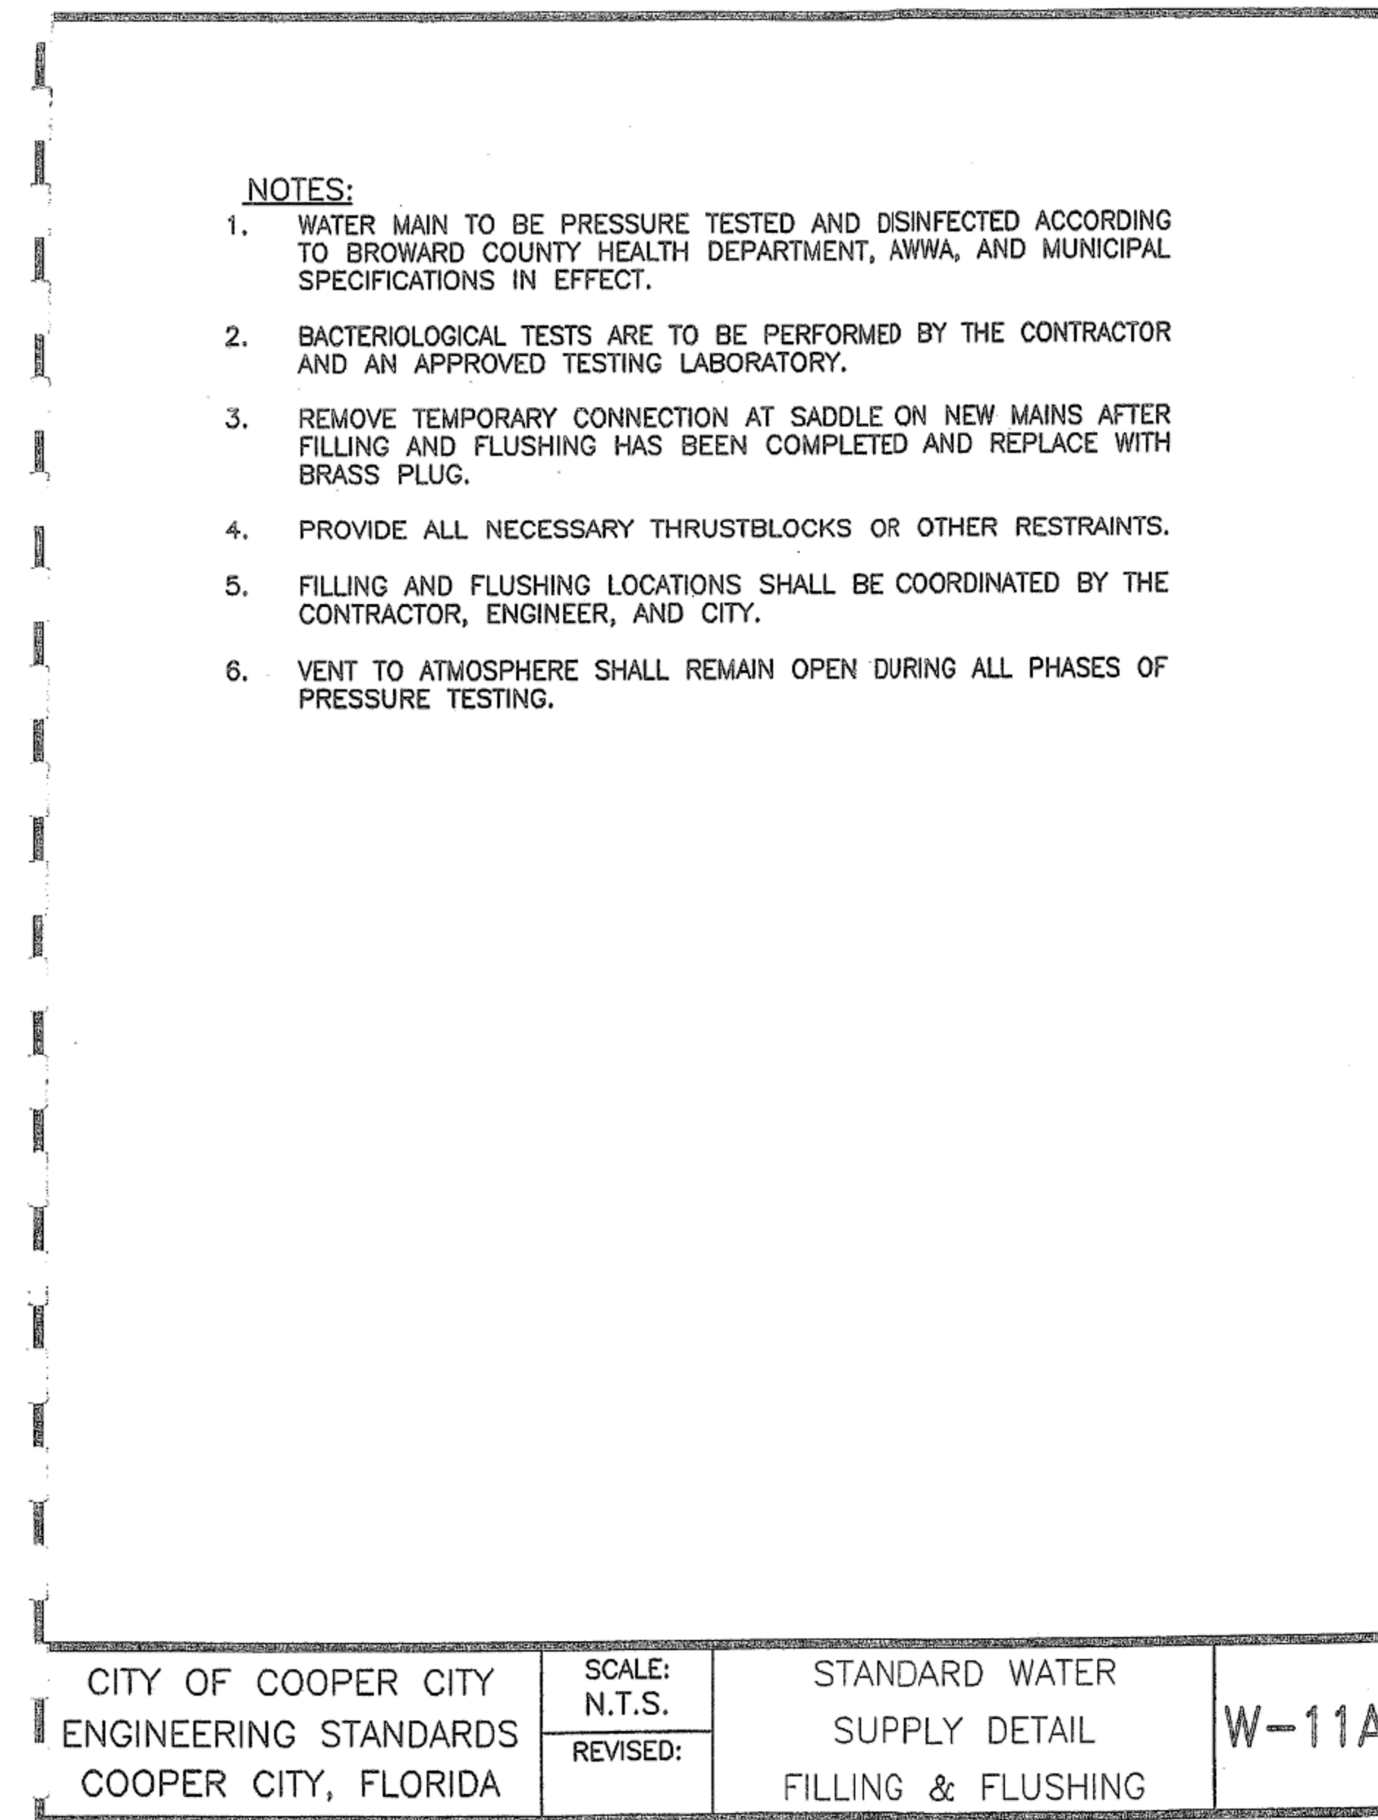 NOTES:
1. WATER MAIN TO BE PRESSURE TESTED AND DISINFECTED ACCORDING
TO BROWARD COUNTY HEALTH DEPARTMENT, AWWA, AND MUNICIPAL
SPECIFICATIONS IN EFFECT.
2. BACTERIOLOGICAL TESTS ARE TO BE PERFORMED BY THE CONTRACTOR
AND AN APPROVED TESTING LABORATORY.
3. REMOVE TEMPORARY CONNECTION AT SADDLE ON NEW MAINS AFTER
FILLING AND FLUSHING HAS BEEN COMPLETED AND REPLACE WITH
BRASS PLUG.
4. PROVIDE ALL NECESSARY THRUSTBLOCKS OR OTHER RESTRAINTS.
5. FILLING AND FLUSHING LOCATIONS SHALL BE COORDINATED BY THE
CONTRACTOR, ENGINEER, AND CITY.
6. VENT TO ATMOSPHERE SHALL REMAIN OPEN DURING ALL PHASES OF
PRESSURE TESTING.
CITY OF COOPER CITY
ENGINEERING STANDARDS
COOPER CITY, FLORIDA
SCALE:
N.T.S.
REVISED:
STANDARD WATER
SUPPLY DETAIL
FILLING & FLUSHING
W-11A